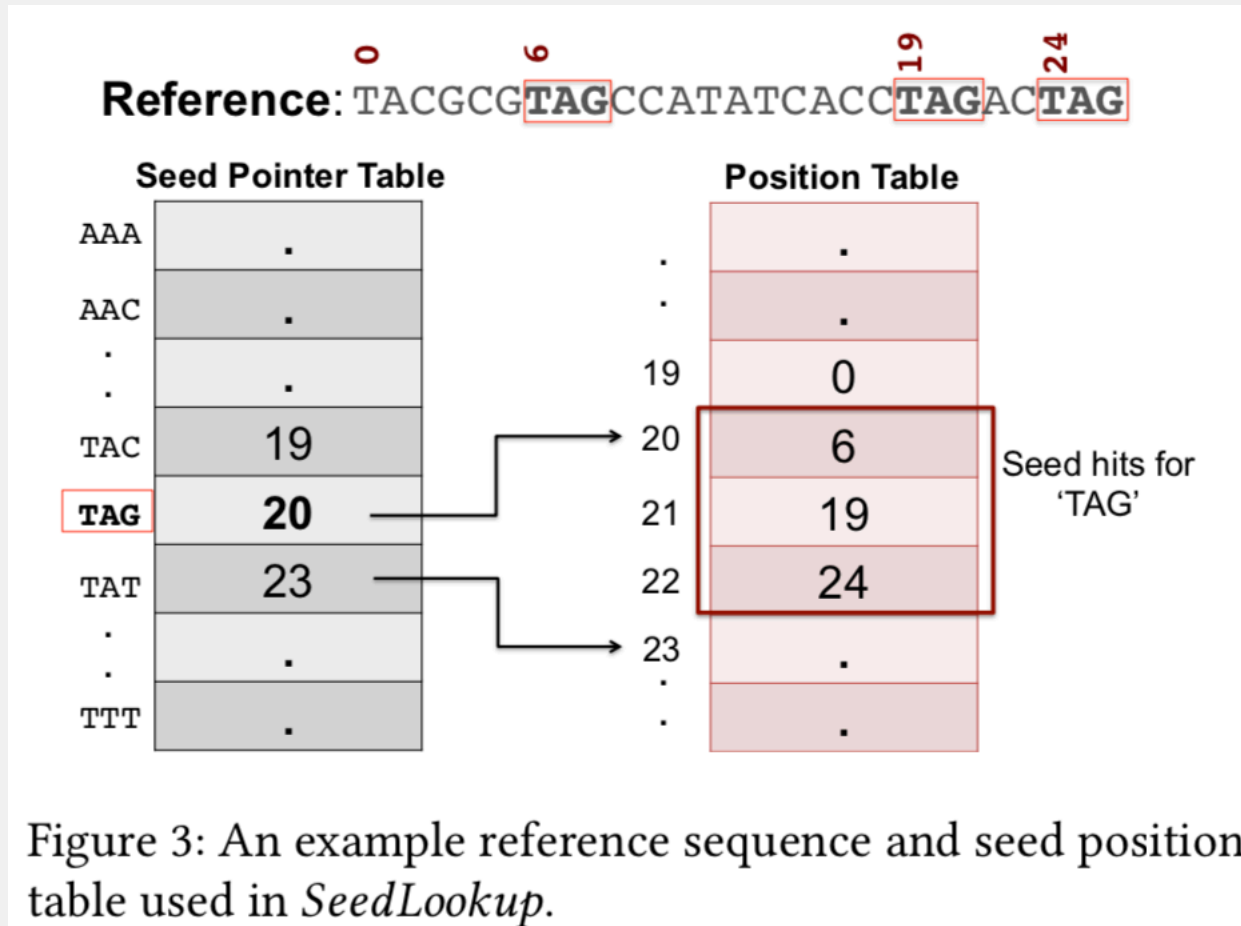 0 6 19 24
Reference: TACGCGTAGCCATATCACCTAGACTAG
Seed Pointer Table
Position Table
AAA .
AAC .
. .
.
TAC 19
TAG 20
TAT 23
. .
.
TTT .
. .
. .
19 0
20 6
21 19
22 24
23 .
. .
.
Seed hits for
‘TAG’
Figure 3: An example reference sequence and seed position
table used in SeedLookup.